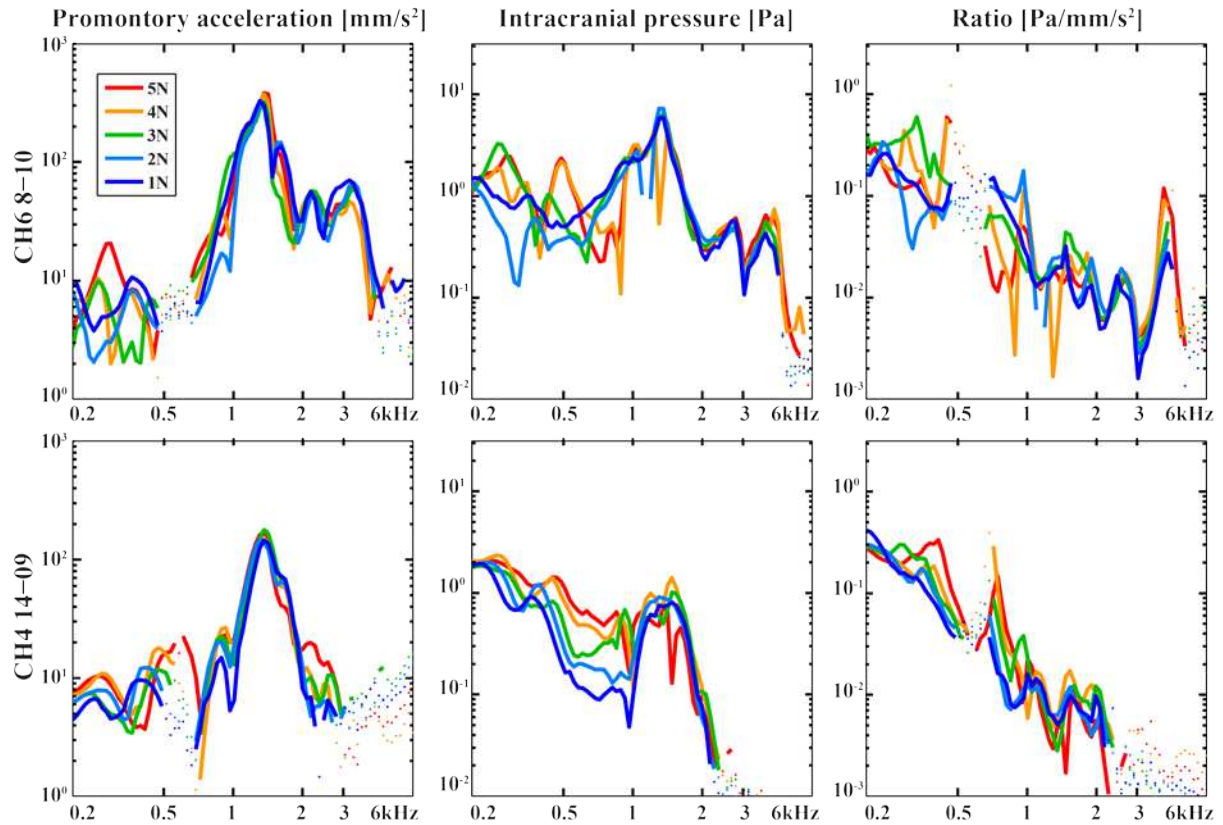 Promontory acceleration [mm/s²] Intracranial pressure [Pa] Ratio [Pa/mm/s²]
CH6 8–10
10³
10²
10¹
10⁰
5N
4N
3N
2N
1N
0.2 0.5 1 2 3 6kHz
10¹
10⁰
10⁻¹
10⁻²
0.2 0.5 1 2 3 6kHz
10⁰
10⁻¹
10⁻²
10⁻³
0.2 0.5 1 2 3 6kHz
CH4 14–09
10³
10²
10¹
10⁰
0.2 0.5 1 2 3 6kHz
10¹
10⁰
10⁻¹
10⁻²
0.2 0.5 1 2 3 6kHz
10⁰
10⁻¹
10⁻²
10⁻³
0.2 0.5 1 2 3 6kHz